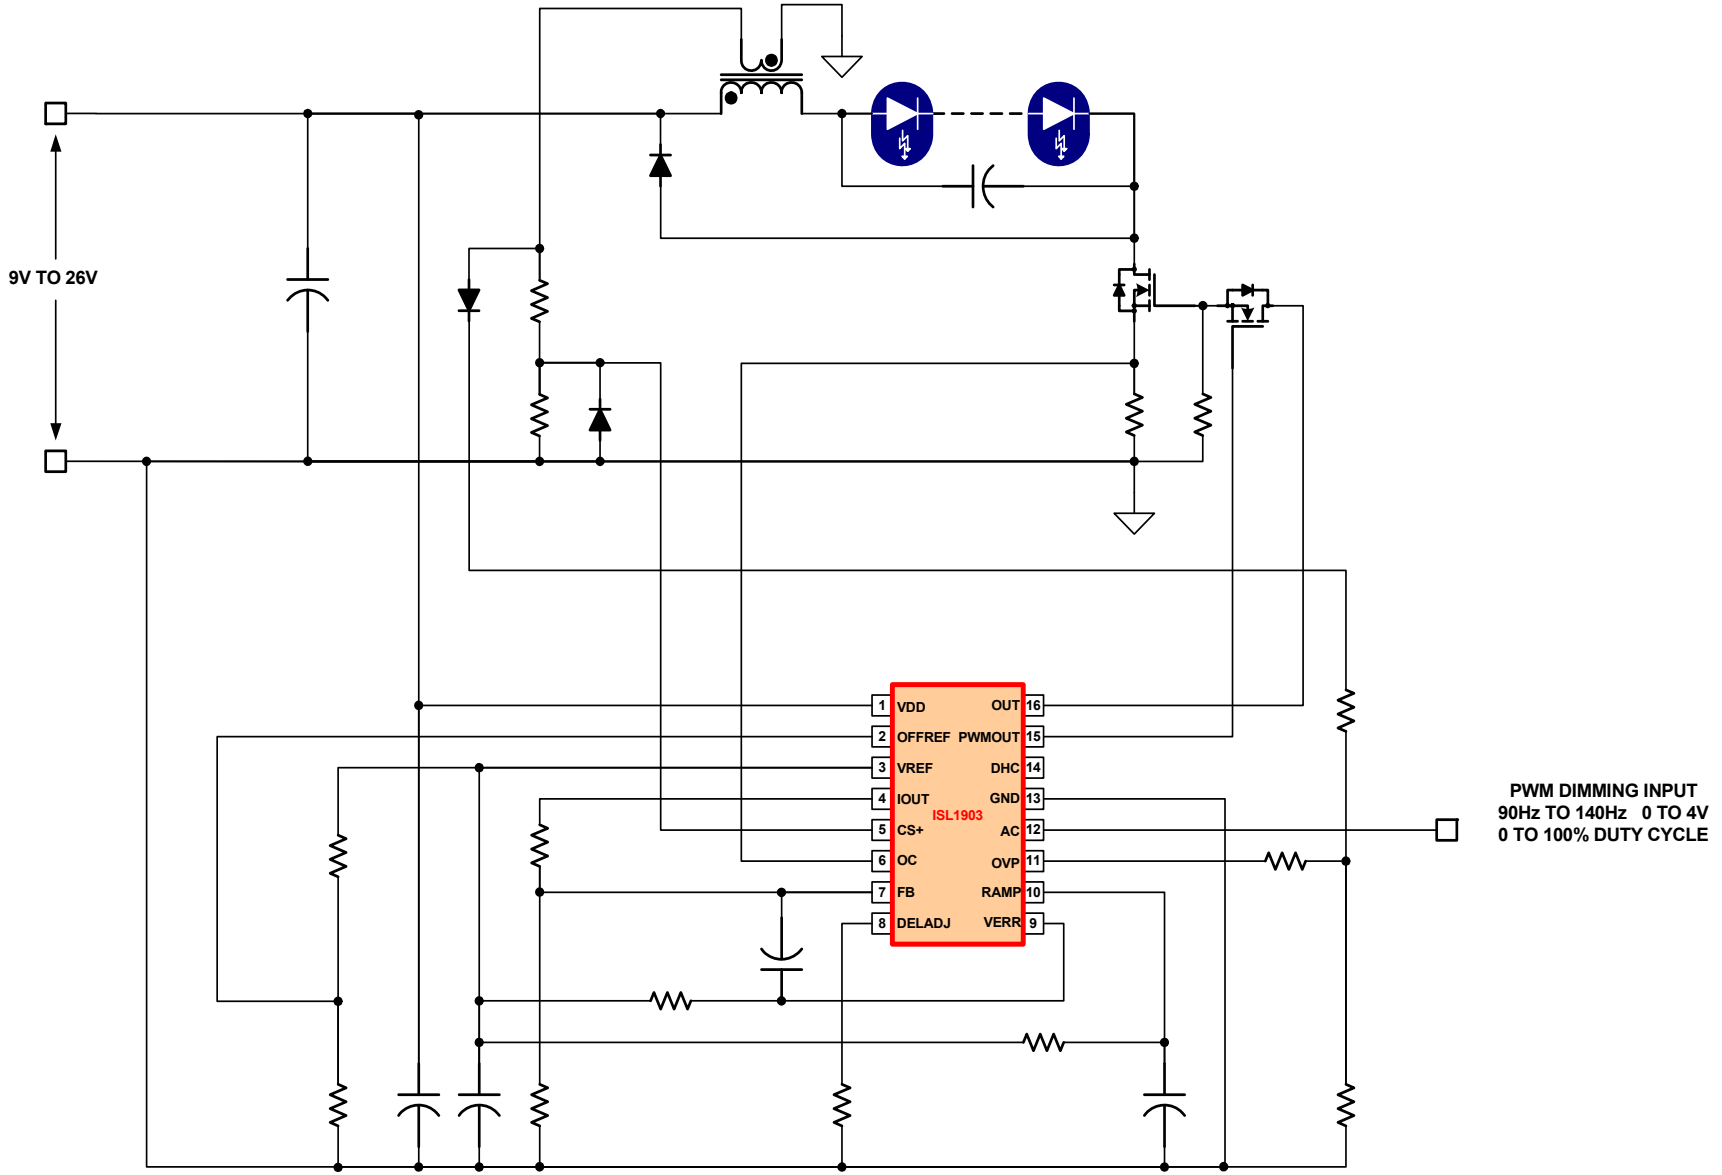 9V TO 26V
1 VDD OUT 16
2 OFFREF PWMOUT 15
3 VREF DHC 14
4 IOUT GND 13
ISL1903
5 CS+ AC 12
6 OC OVP 11
7 FB RAMP 10
8 DELADJ VERR 9
PWM DIMMING INPUT
90Hz TO 140Hz 0 TO 4V
0 TO 100% DUTY CYCLE